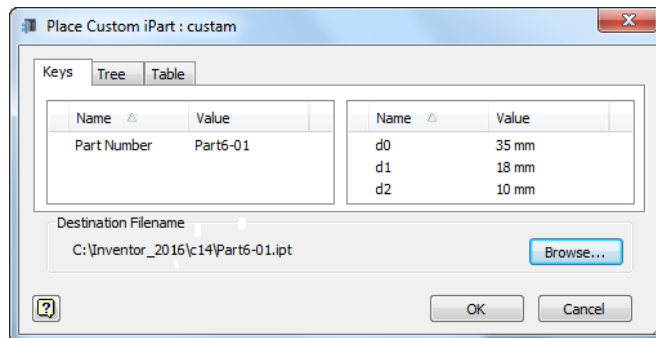 Place Custom iPart : custam
Keys Tree Table
Name Value Name Value
Part Number Part6-01 d0 35 mm
d1 18 mm
d2 10 mm
Destination Filename
C:\Inventor_2016\c14\Part6-01.ipt Browse...
? OK Cancel